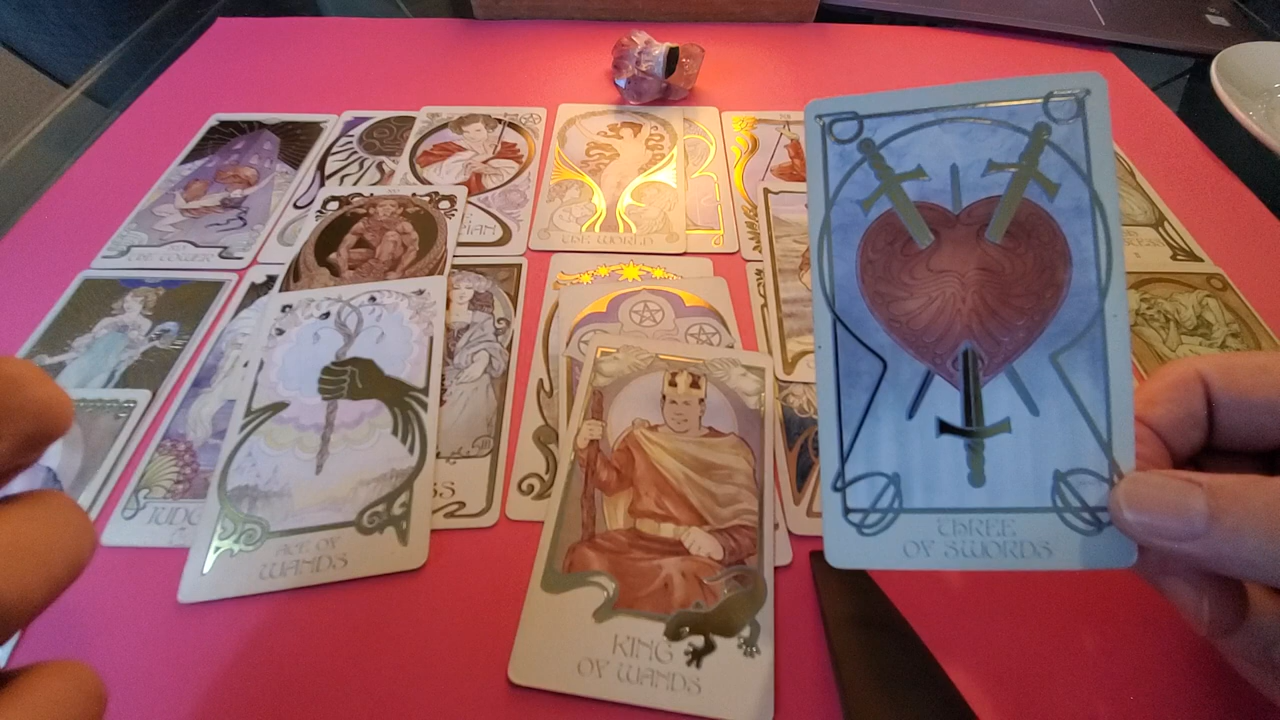 THE TOWER
THE WORLD
ACE OF
WANDS
KING
OF WANDS
THREE
OF SWORDS